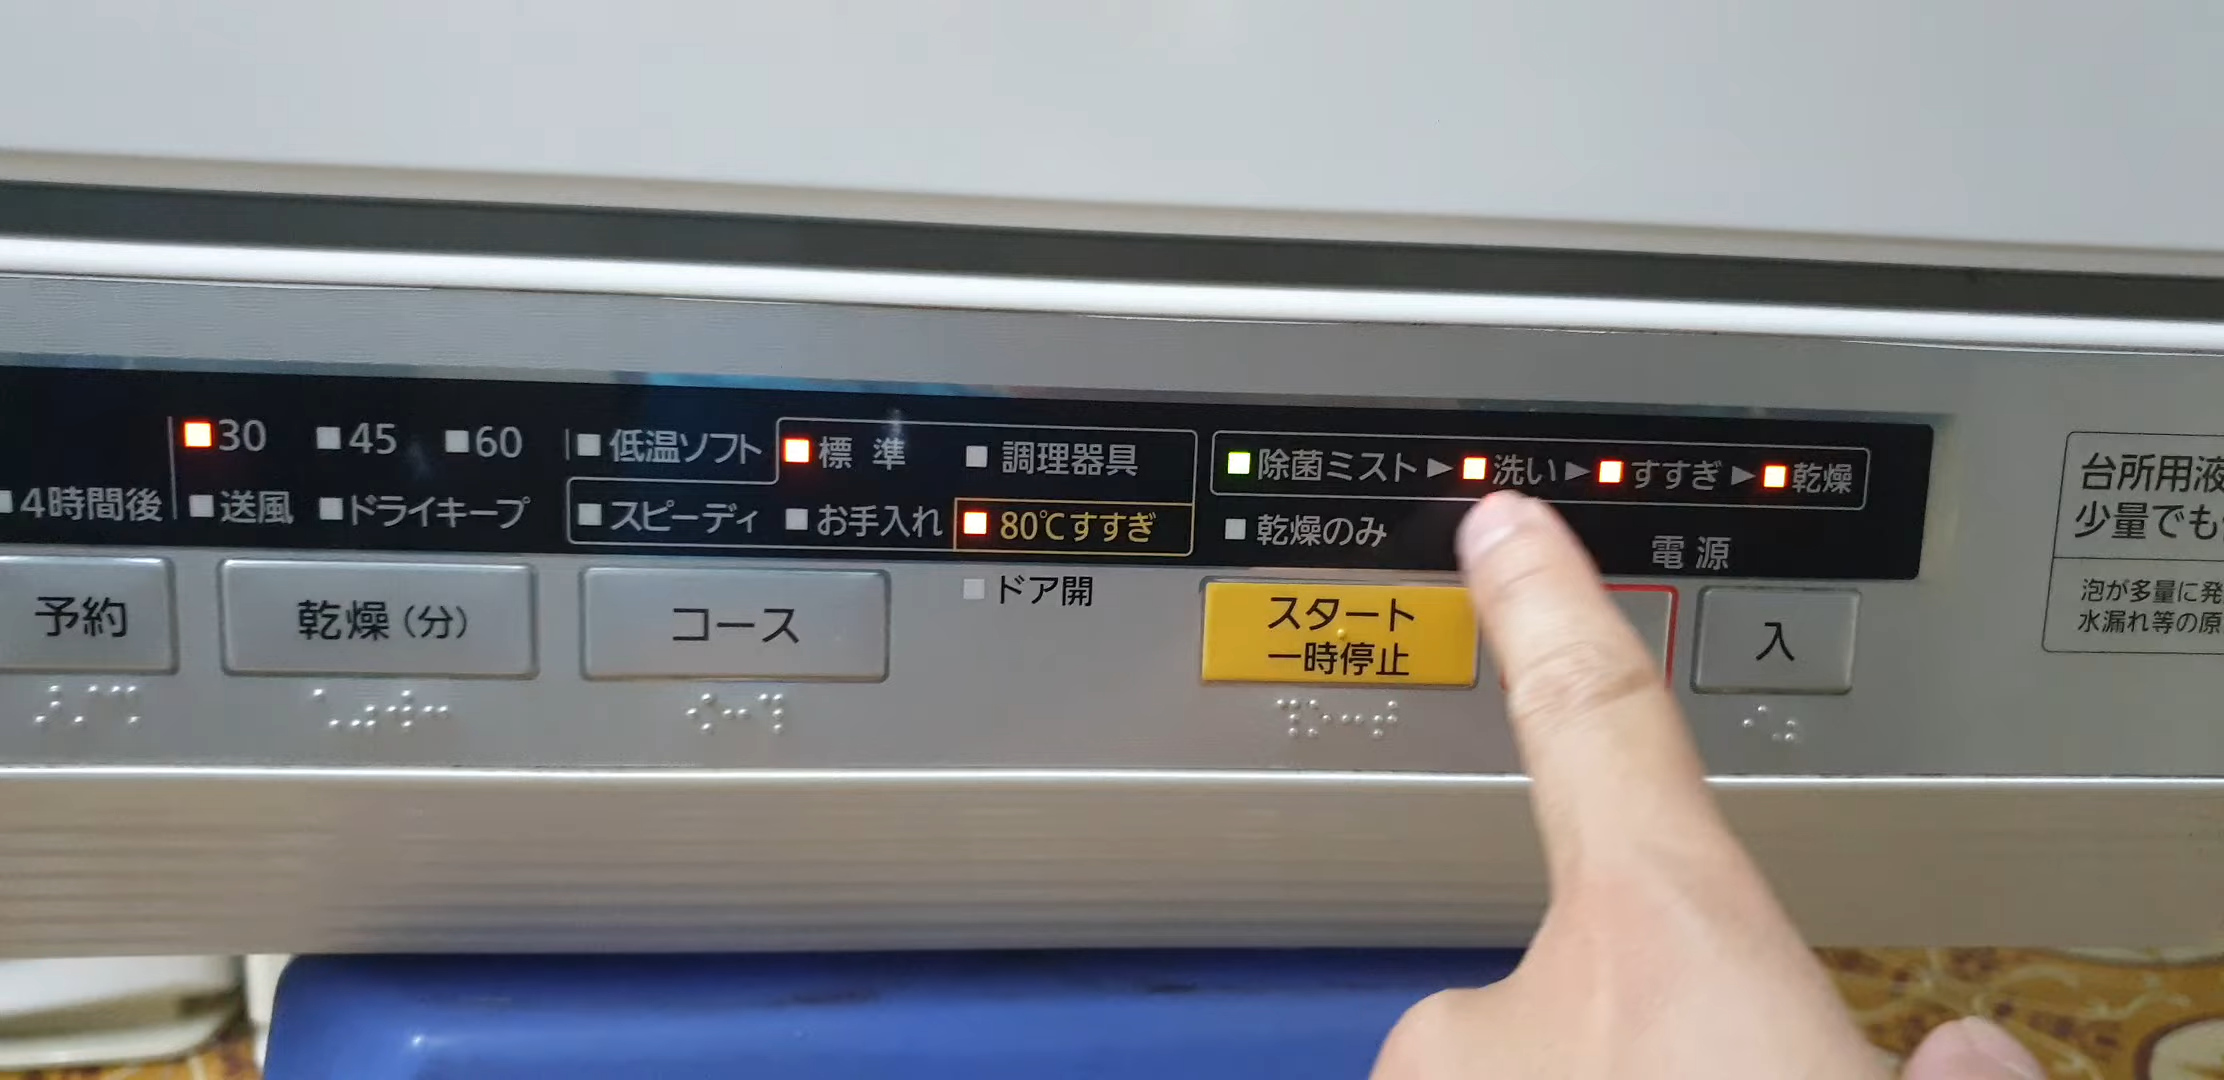 30 45 60
4時間後 送風 ドライキープ
低温ソフト 標準 調理器具
スピーディ お手入れ 80℃すすぎ
ドア開
除菌ミスト▶洗い▶すすぎ▶乾燥
乾燥のみ
電源
予約
乾燥(分)
コース
スタート
一時停止
入
台所用液
少量でも
泡が多量に発
水漏れ等の原